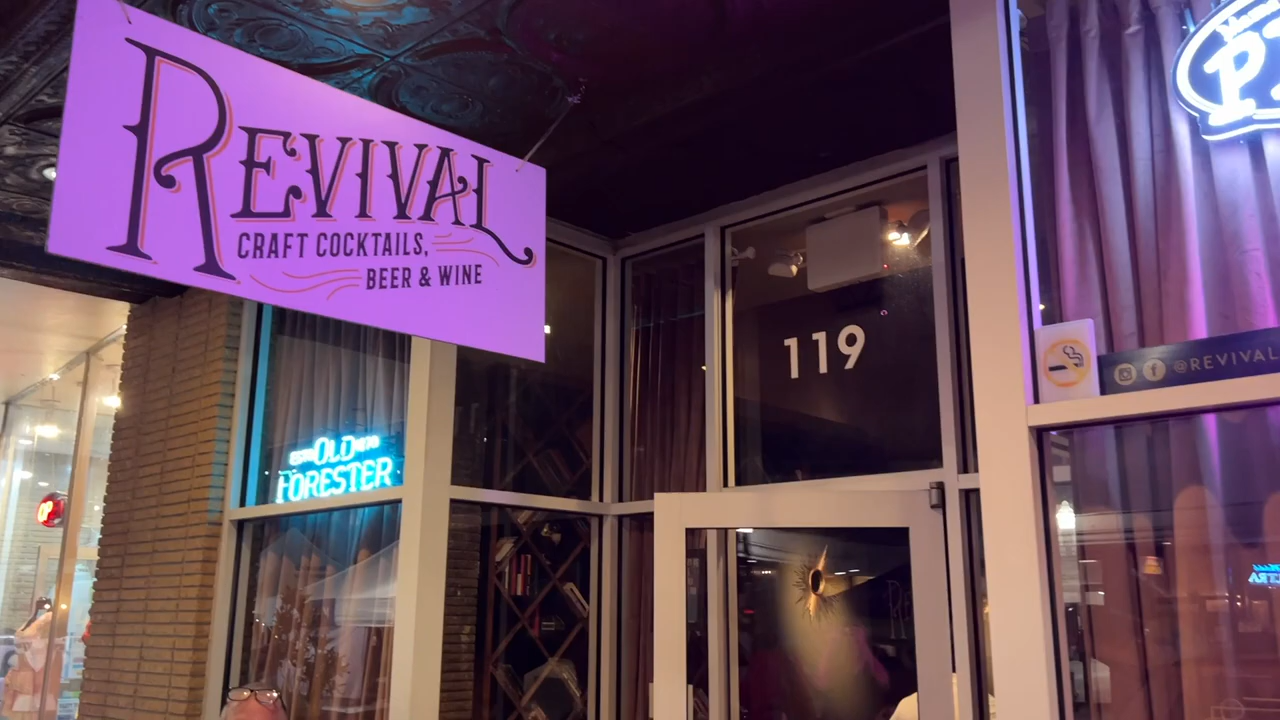 REVIVAL
CRAFT COCKTAILS,
BEER & WINE
119
OLD
FORESTER
@REVIVAL